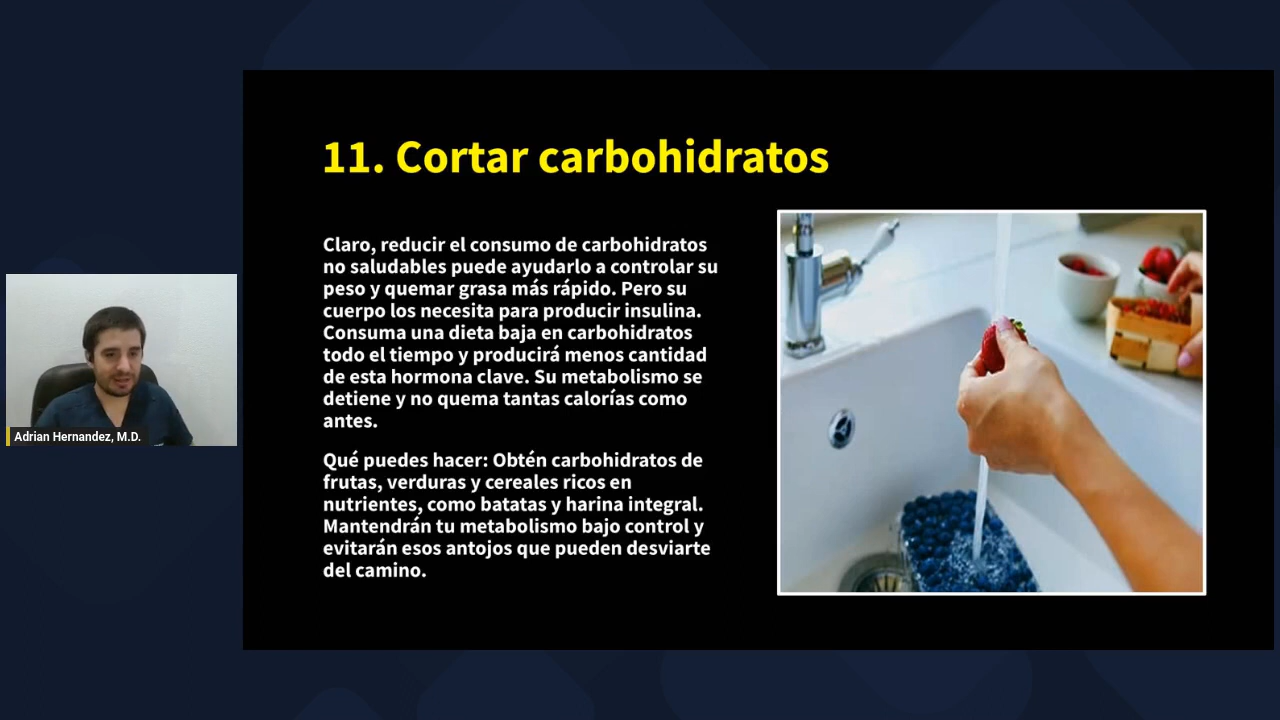 11. Cortar carbohidratos
Claro, reducir el consumo de carbohidratos
no saludables puede ayudarlo a controlar su
peso y quemar grasa más rápido. Pero su
cuerpo los necesita para producir insulina.
Consuma una dieta baja en carbohidratos
todo el tiempo y producirá menos cantidad
de esta hormona clave. Su metabolismo se
detiene y no quema tantas calorías como
antes.
Qué puedes hacer: Obtén carbohidratos de
frutas, verduras y cereales ricos en
nutrientes, como batatas y harina integral.
Mantendrán tu metabolismo bajo control y
evitarán esos antojos que pueden desviarte
del camino.
Adrian Hernandez, M.D.